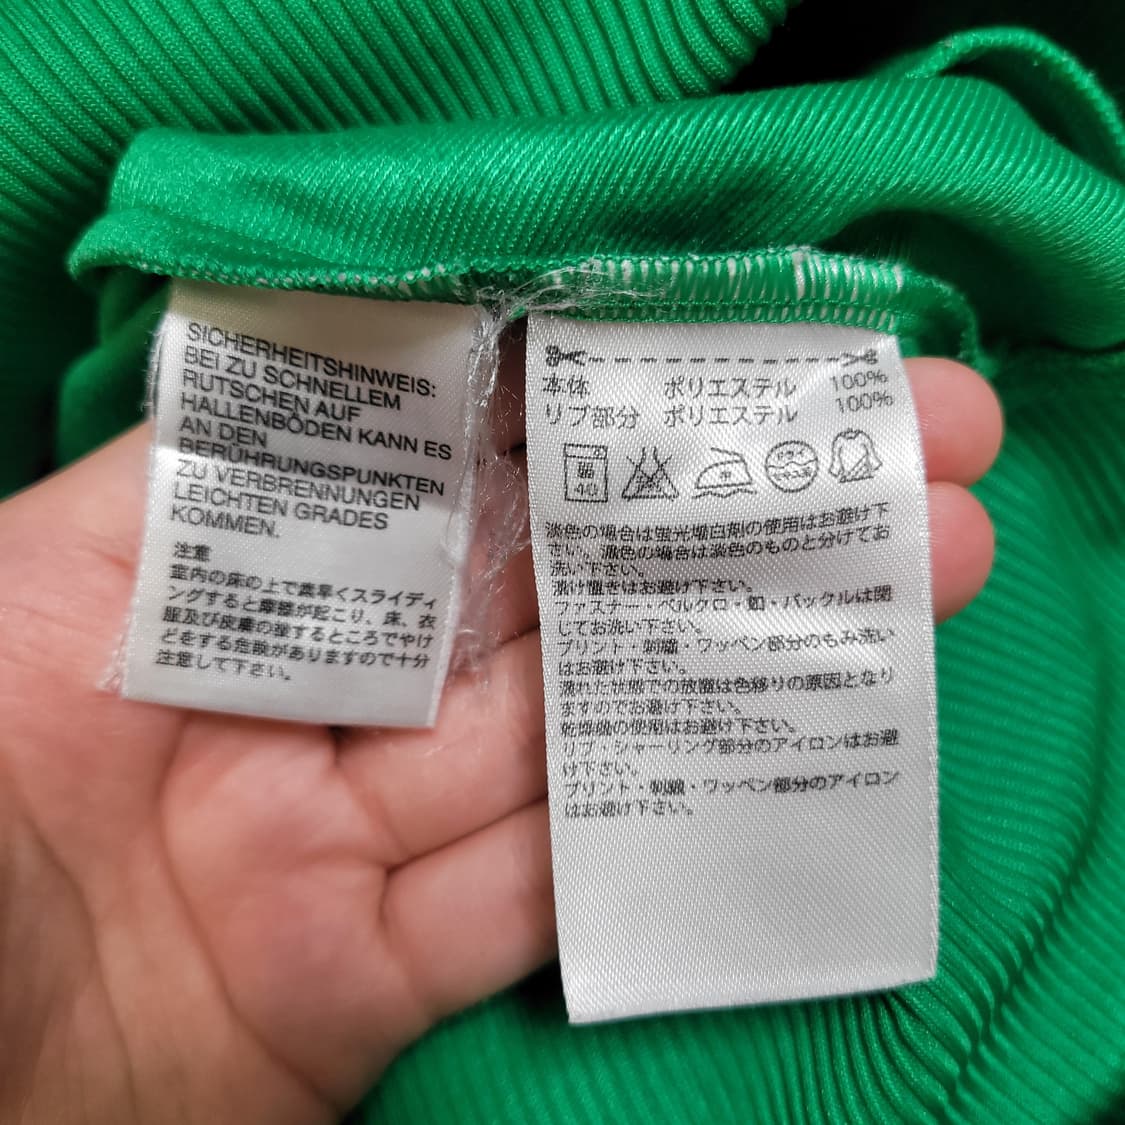 SICHERHEITSHINWEIS:
BEI ZU SCHNELLEM
RUTSCHEN AUF
HALLENBÖDEN KANN ES
AN DEN
BERÜHRUNGSPUNKTEN
ZU VERBRENNUNGEN
LEICHTEN GRADES
KOMMEN.
注意
室内の床の上で素早くスライディ
ングすると摩擦が起こり、床、衣
服及び皮膚の接するところでやけ
どをする危険がありますので十分
注意して下さい。
本体 ポリエステル 100%
リブ部分 ポリエステル 100%
弱 40
淡色の場合は蛍光増白剤の使用はお避け下
さい。濃色の場合は淡色のものと分けてお
洗い下さい。
漬け置きはお避け下さい。
ファスナー・ベルクロ・釦・バックルは閉
じてお洗い下さい。
プリント・刺繍・ワッペン部分のもみ洗い
はお避け下さい。
濡れた状態での放置は色移りの原因となり
ますのでお避け下さい。
乾燥機の使用はお避け下さい。
リブ・シャーリング部分のアイロンはお避
け下さい。
プリント・刺繍・ワッペン部分のアイロン
はお避け下さい。